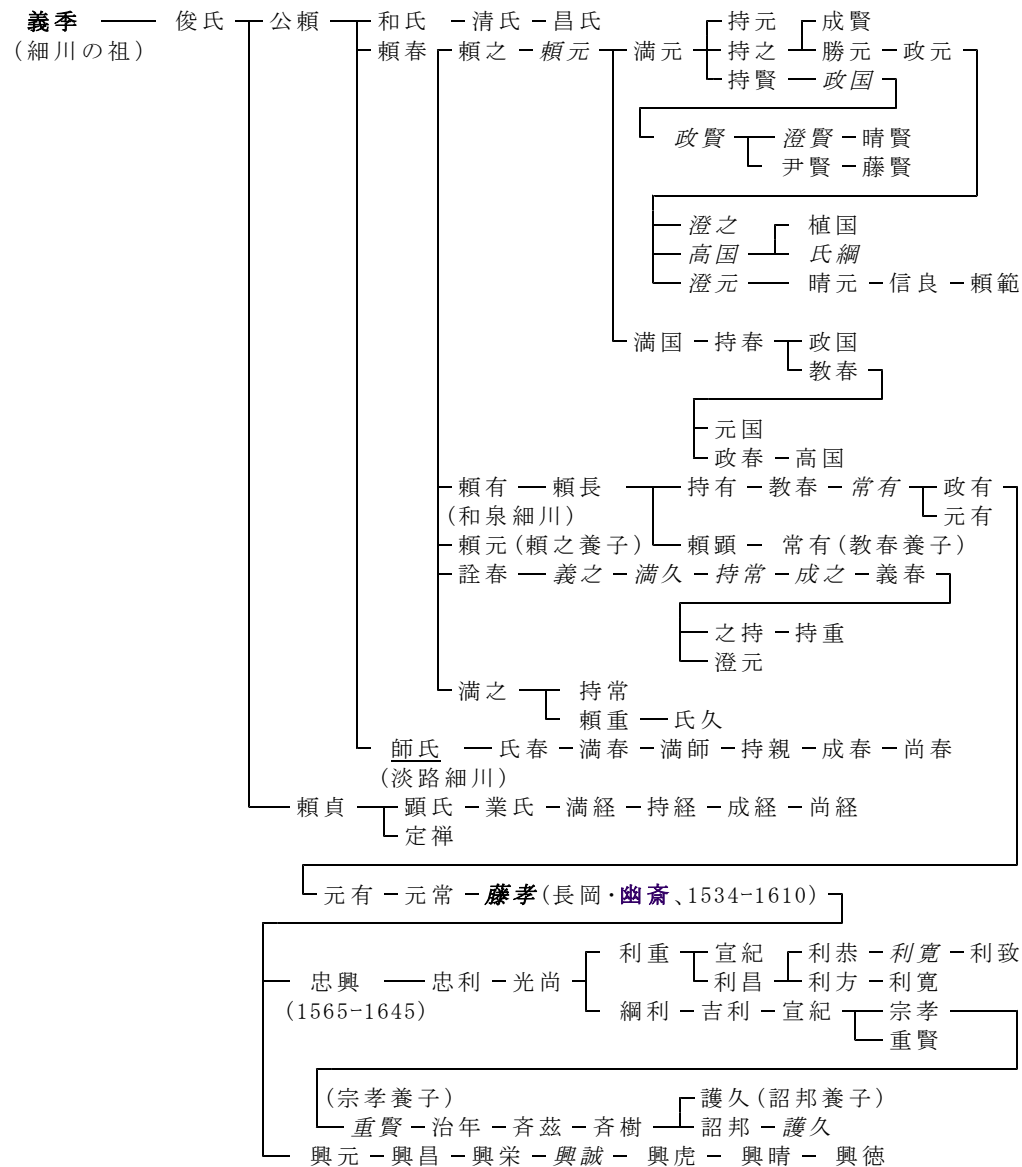 義季 俊氏 公頼 和氏 清氏 昌氏 持元 成賢
(細川の祖) 頼春 頼之 頼元 満元 持之 勝元 政元
持賢 政国
政賢 澄賢 晴賢
尹賢 藤賢
澄之 植国
高国 氏綱
澄元 晴元 信良 頼範
満国 持春 政国
教春
元国
政春 高国
頼有 頼長 持有 教春 常有 政有
(和泉細川) 元有
頼元(頼之養子) 頼顕 常有(教春養子)
詮春 義之 満久 持常 成之 義春
之持 持重
澄元
満之 持常
頼重 氏久
師氏 氏春 満春 満師 持親 成春 尚春
(淡路細川)
頼貞 顕氏 業氏 満経 持経 成経 尚経
定禅
元有 元常 藤孝(長岡・幽斎、1534-1610)
利重 宣紀 利恭 利寛 利致
忠興 忠利 光尚 利昌 利方 利寛
(1565-1645) 綱利 吉利 宣紀 宗孝
重賢
(宗孝養子) 護久(詔邦養子)
重賢 治年 斉茲 斉樹 詔邦 護久
興元 興昌 興栄 興誠 興虎 興晴 興徳